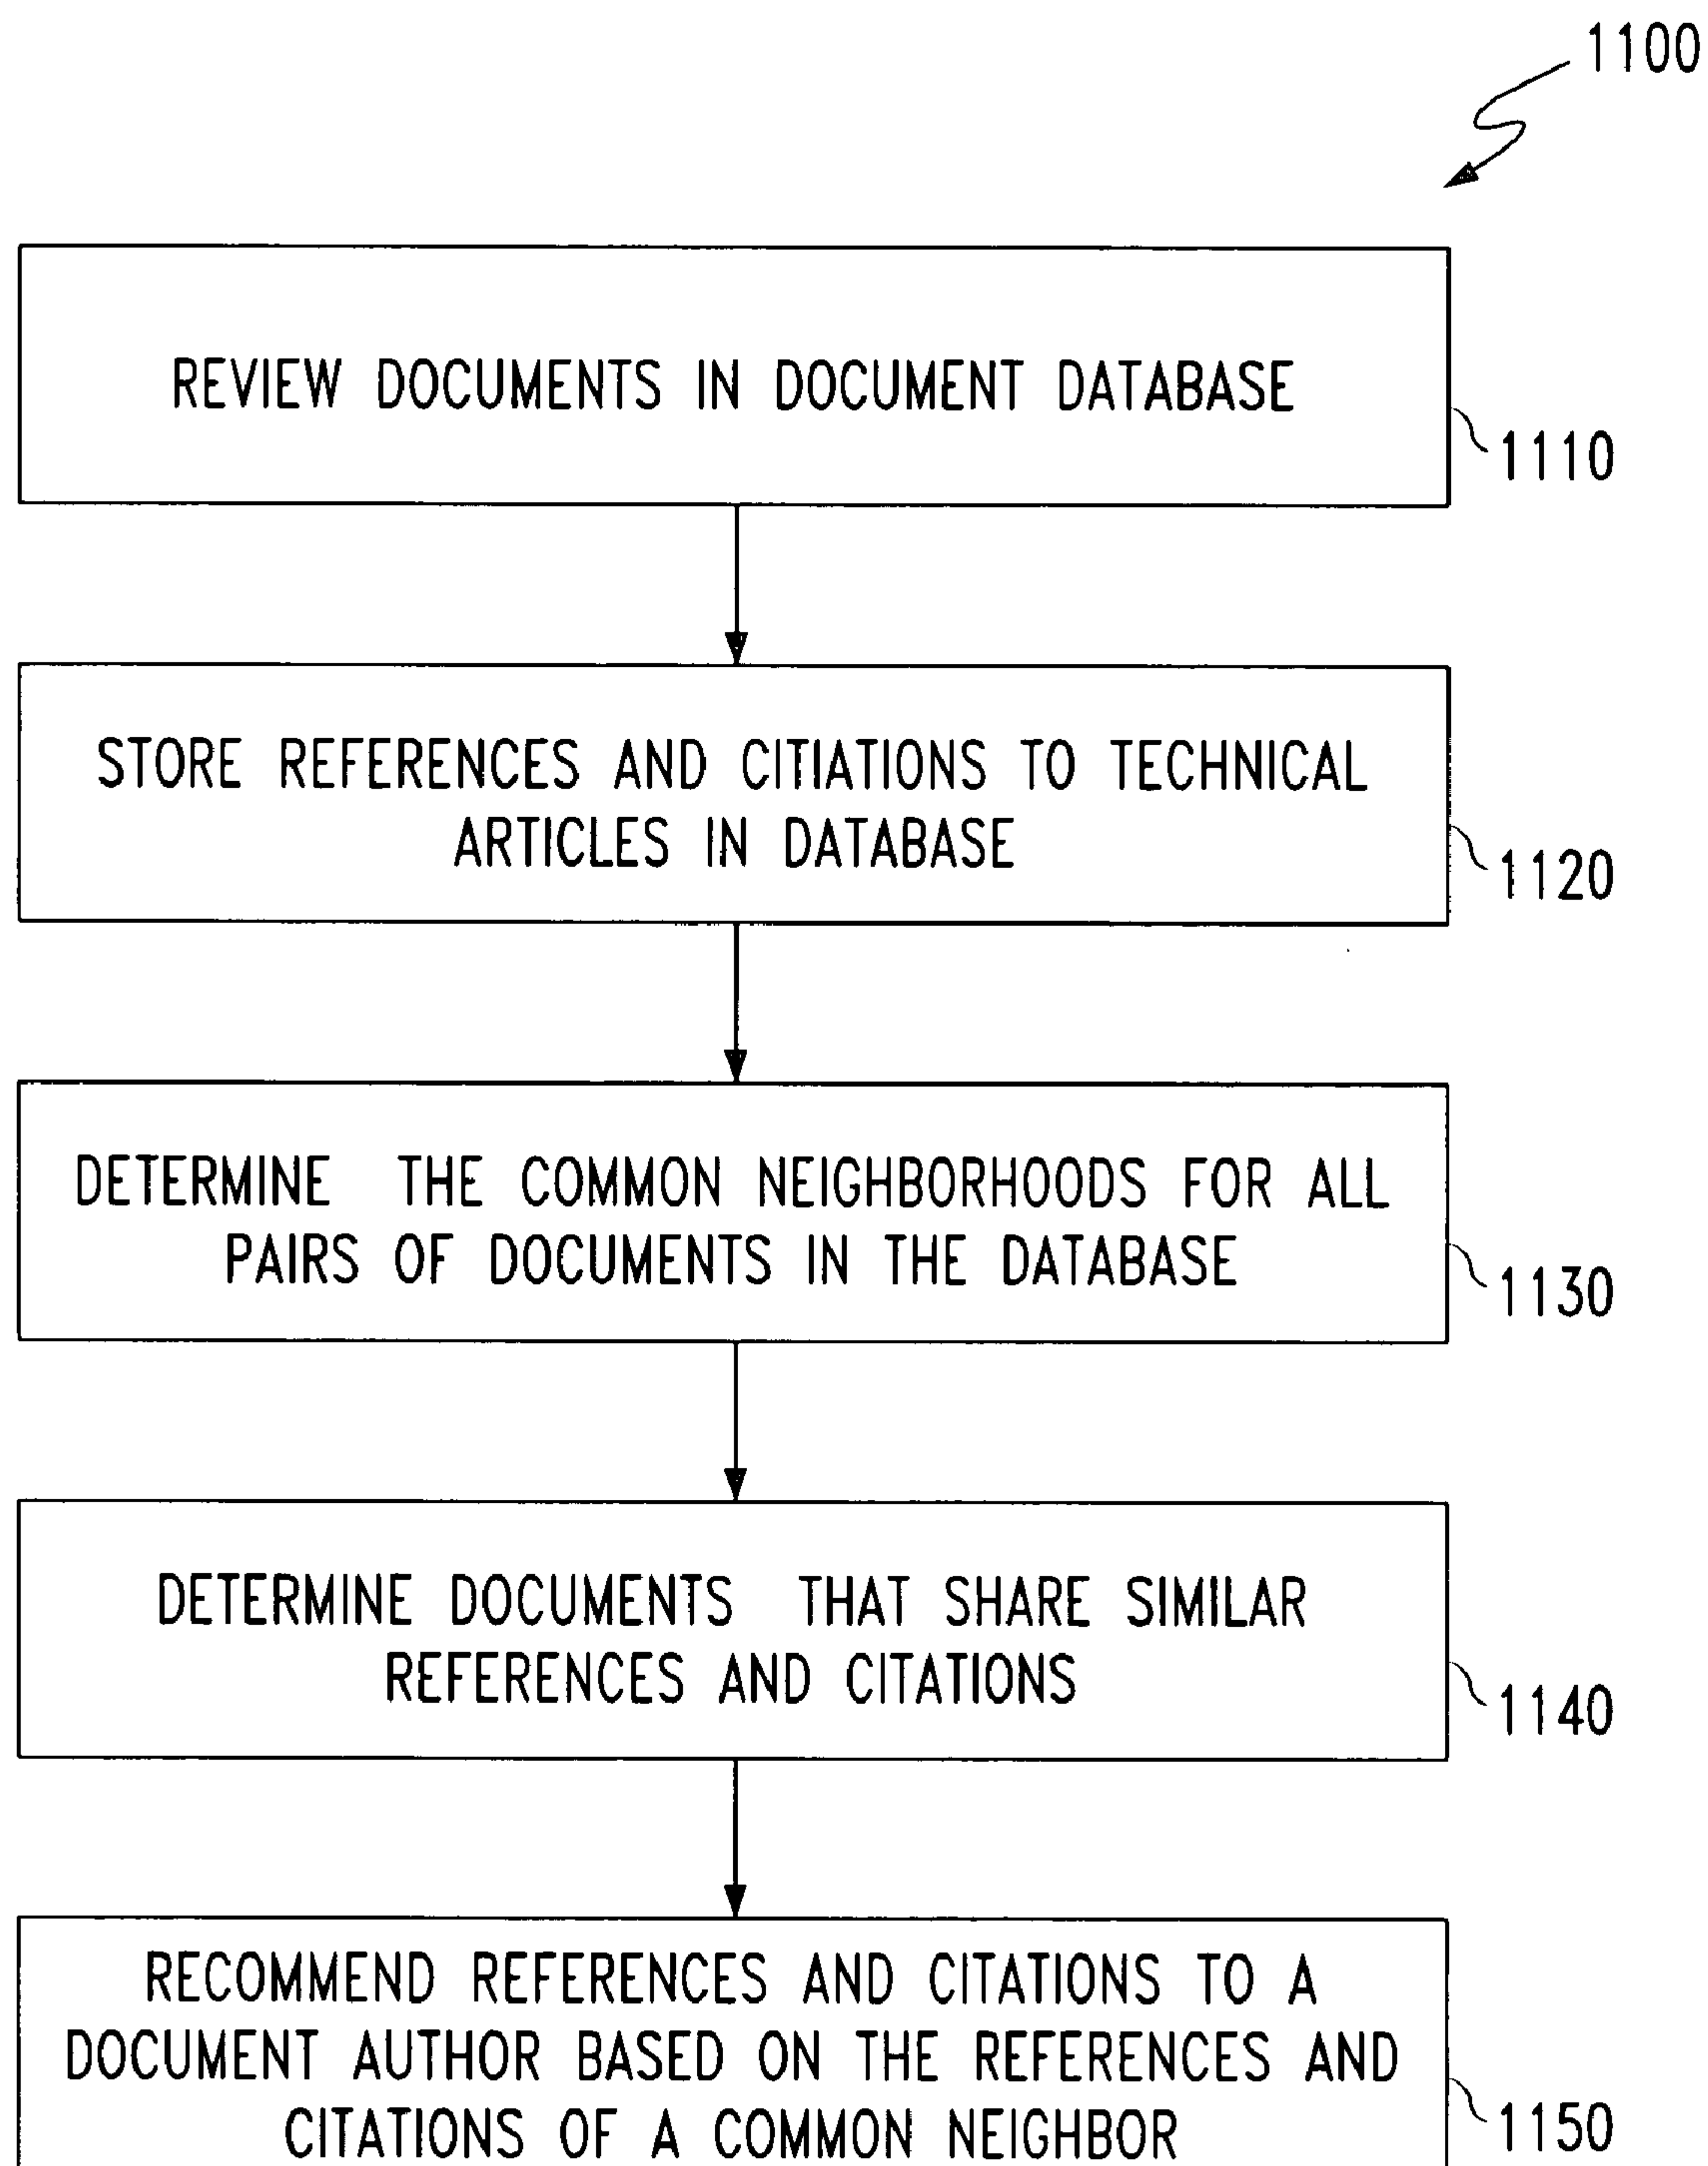 1100
REVIEW DOCUMENTS IN DOCUMENT DATABASE
1110
STORE REFERENCES AND CITIATIONS TO TECHNICAL
ARTICLES IN DATABASE
1120
DETERMINE THE COMMON NEIGHBORHOODS FOR ALL
PAIRS OF DOCUMENTS IN THE DATABASE
1130
DETERMINE DOCUMENTS THAT SHARE SIMILAR
REFERENCES AND CITATIONS
1140
RECOMMEND REFERENCES AND CITATIONS TO A
DOCUMENT AUTHOR BASED ON THE REFERENCES AND
CITATIONS OF A COMMON NEIGHBOR
1150